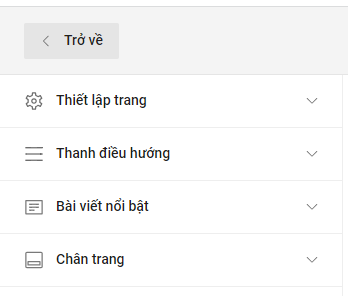 Trở về
Thiết lập trang
Thanh điều hướng
Bài viết nổi bật
Chân trang